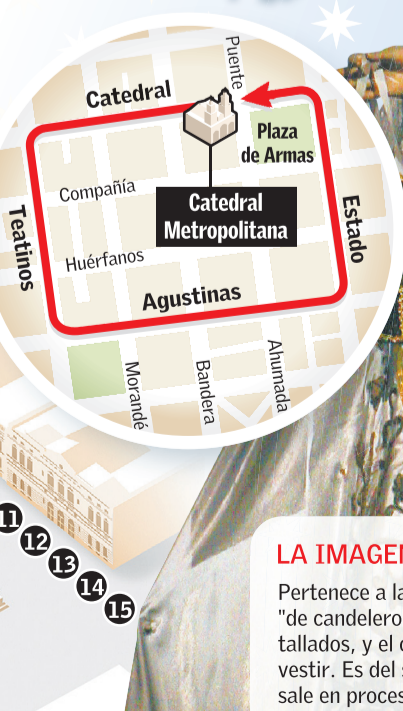 Puente
Catedral
Plaza
de Armas
Compañía
Catedral
Metropolitana
Estado
Teatinos
Huérfanos
Agustinas
Morandé
Bandera
Ahumada
11
12
13
14
15
LA IMAGEN
Pertenece a la
"de candelero
tallados, y el
vestir. Es del
sale en proces